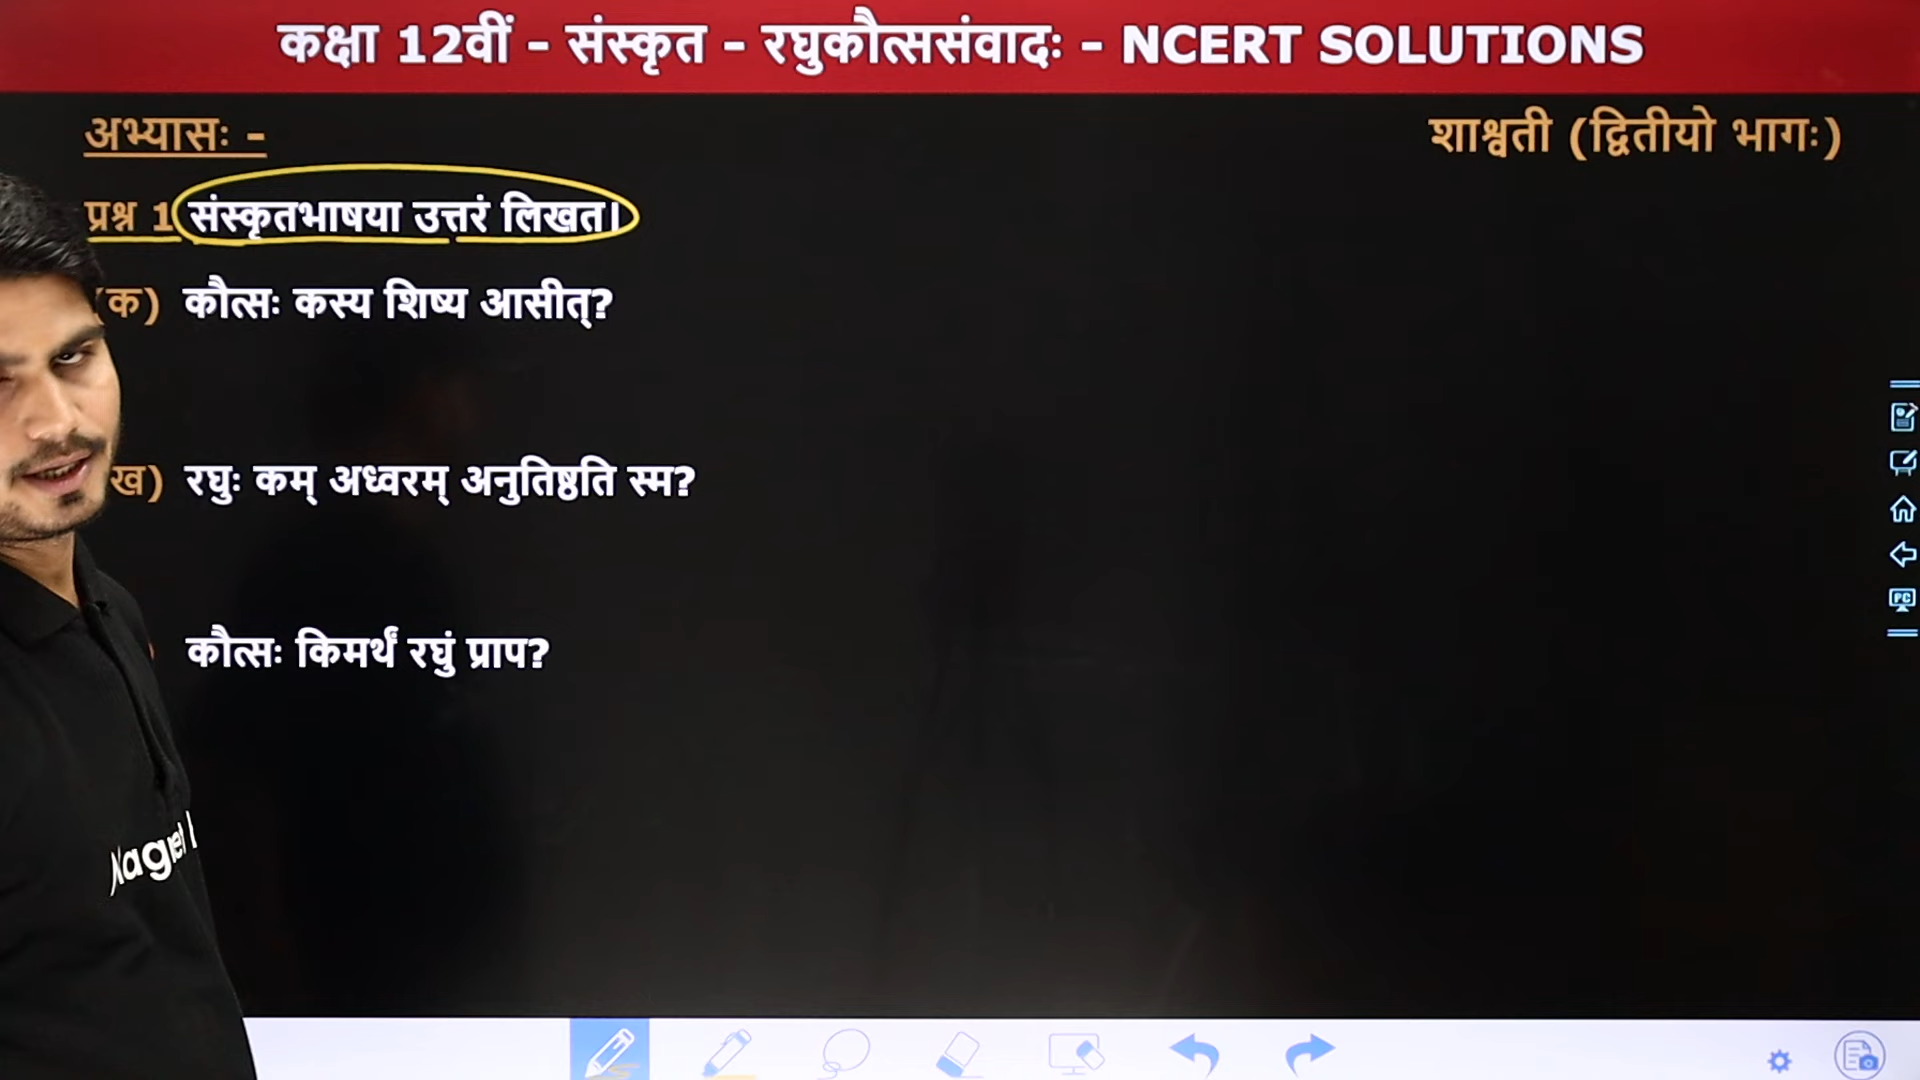 कक्षा 12वीं - संस्कृत - रघुकौत्ससंवादः - NCERT SOLUTIONS
अभ्यासः -
शाश्वती (द्वितीयो भागः)
प्रश्न 1 संस्कृतभाषया उत्तरं लिखत।
(क) कौत्सः कस्य शिष्य आसीत्?
ख) रघुः कम् अध्वरम् अनुतिष्ठति स्म?
कौत्सः किमर्थं रघुं प्राप?
PC